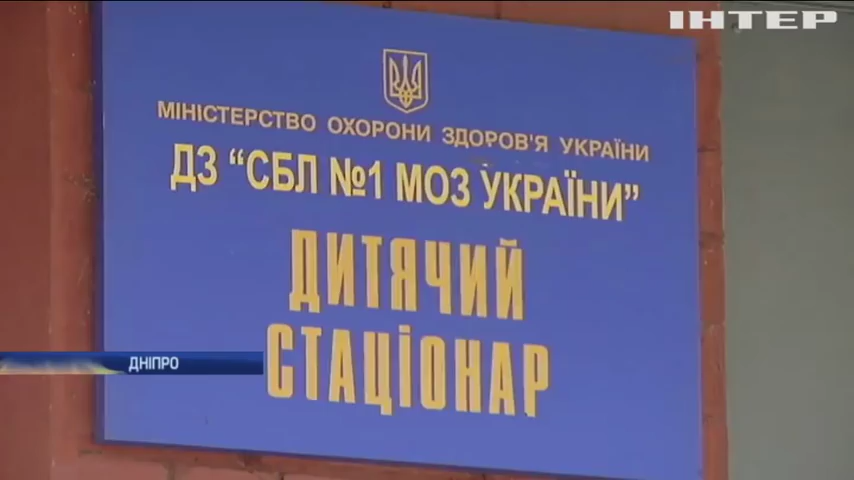 ІНТЕР
МІНІСТЕРСТВО ОХОРОНИ ЗДОРОВ'Я УКРАЇНИ
ДЗ "СБЛ №1 МОЗ УКРАЇНИ"
ДИТЯЧИЙ
СТАЦІОНАР
ДНІПРО